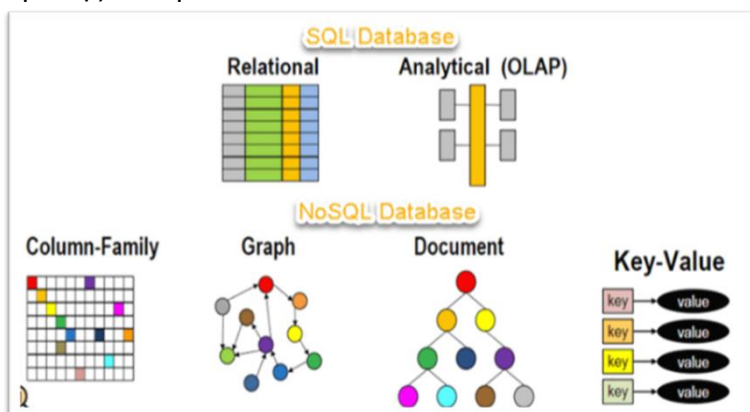 SQL Database
Relational
Analytical (OLAP)
NoSQL Database
Column-Family
Graph
Document
Key-Value
key
value
key
value
key
value
key
value